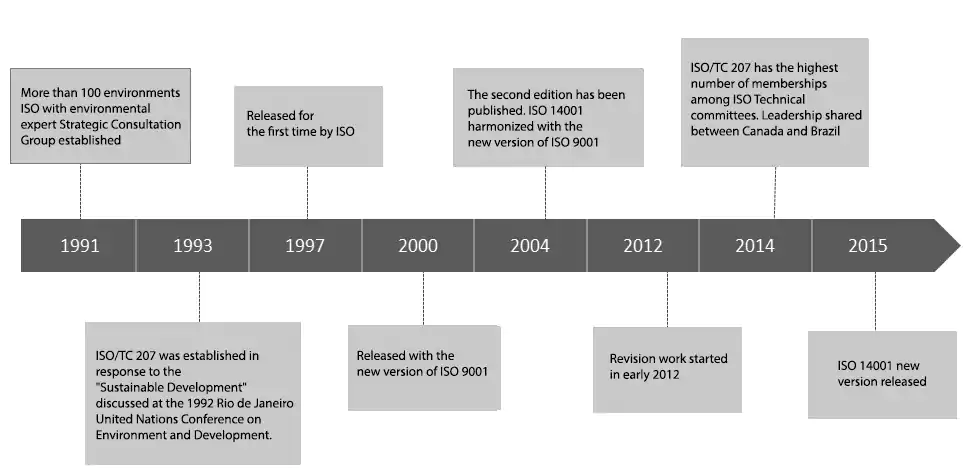 More than 100 environments
ISO with environmental
expert Strategic Consultation
Group established
Released for
the first time by ISO
The second edition has been
published. ISO 14001
harmonized with the
new version of ISO 9001
ISO/TC 207 has the highest
number of memberships
among ISO Technical
committees. Leadership shared
between Canada and Brazil
1991
1993
1997
2000
2004
2012
2014
2015
ISO/TC 207 was established in
response to the
"Sustainable Development"
discussed at the 1992 Rio de Janeiro
United Nations Conference on
Environment and Development.
Released with the
new version of ISO 9001
Revision work started
in early 2012
ISO 14001 new
version released